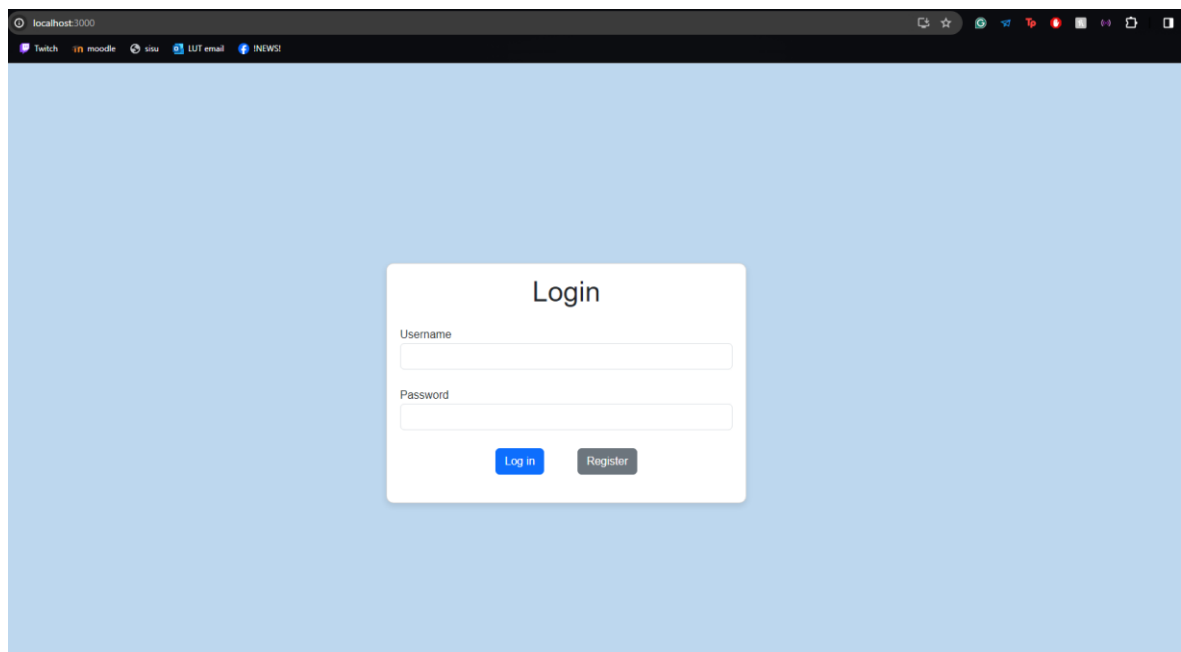 localhost:3000
Twitch moodle sisu LUT email !NEWS!
Login
Username
Password
Log in Register